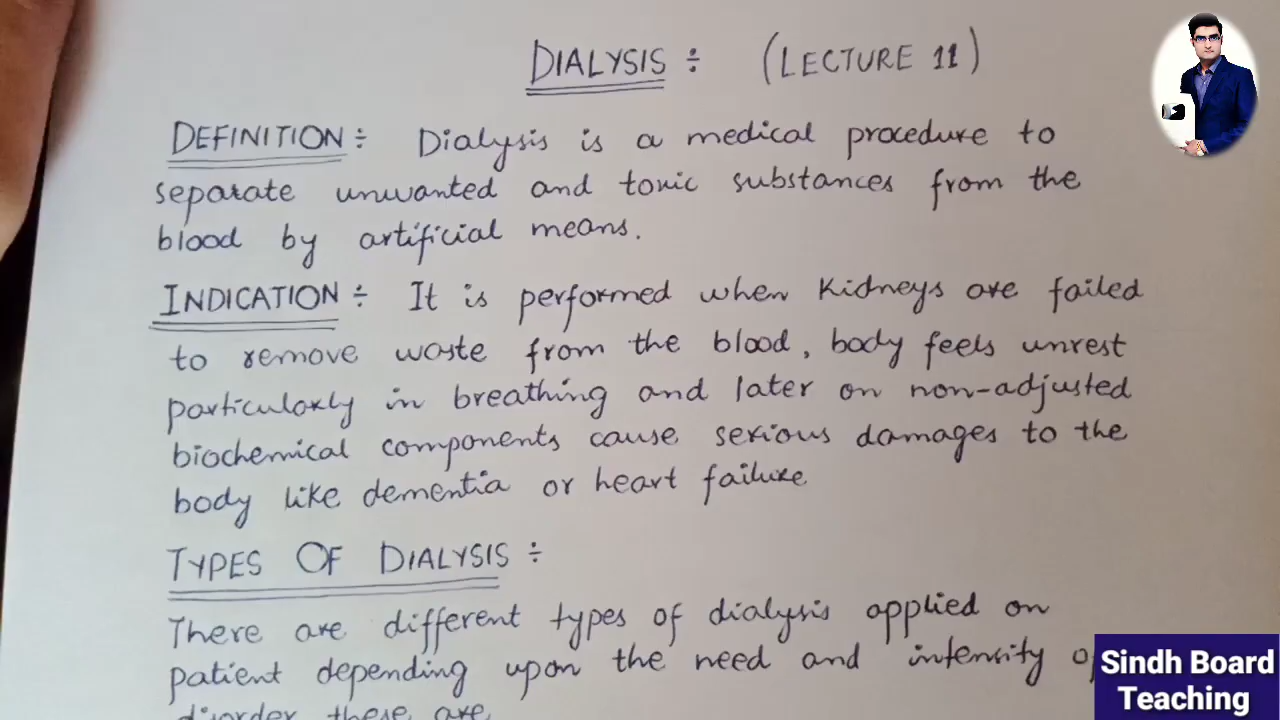 DIALYSIS ÷ (LECTURE 11)
DEFINITION ÷ Dialysis is a medical procedure to
separate unwanted and toxic substances from the
blood by artificial means.
INDICATION ÷ It is performed when Kidneys are failed
to remove waste from the blood, body feels unrest
particularly in breathing and later on non-adjusted
biochemical components cause serious damages to the
body like dementia or heart failure
TYPES OF DIALYSIS ÷
There are different types of dialysis applied on
patient depending upon the need and intensity
disorder these are
Sindh Board
Teaching